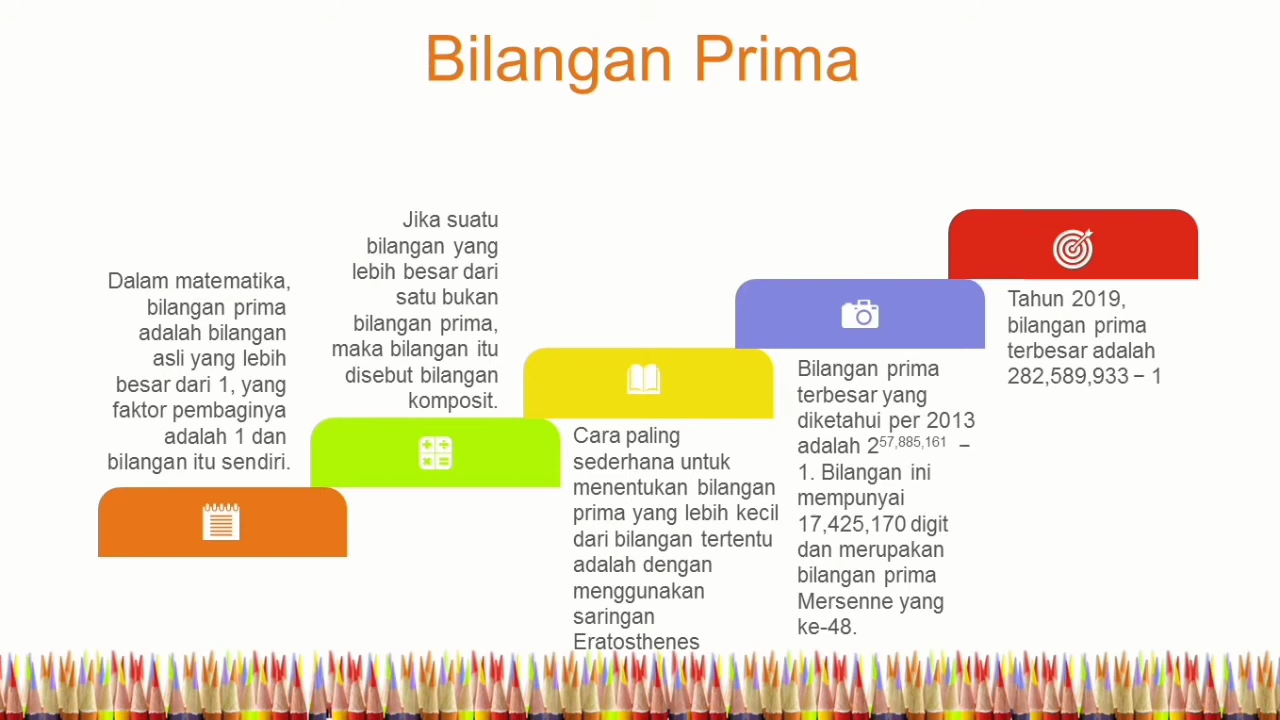 Bilangan Prima
Dalam matematika,
bilangan prima
adalah bilangan
asli yang lebih
besar dari 1, yang
faktor pembaginya
adalah 1 dan
bilangan itu sendiri.
Jika suatu
bilangan yang
lebih besar dari
satu bukan
bilangan prima,
maka bilangan itu
disebut bilangan
komposit.
Cara paling
sederhana untuk
menentukan bilangan
prima yang lebih kecil
dari bilangan tertentu
adalah dengan
menggunakan
saringan
Eratosthenes
Bilangan prima
terbesar yang
diketahui per 2013
adalah 2^57,885,161 −
1. Bilangan ini
mempunyai
17,425,170 digit
dan merupakan
bilangan prima
Mersenne yang
ke-48.
Tahun 2019,
bilangan prima
terbesar adalah
282,589,933 − 1